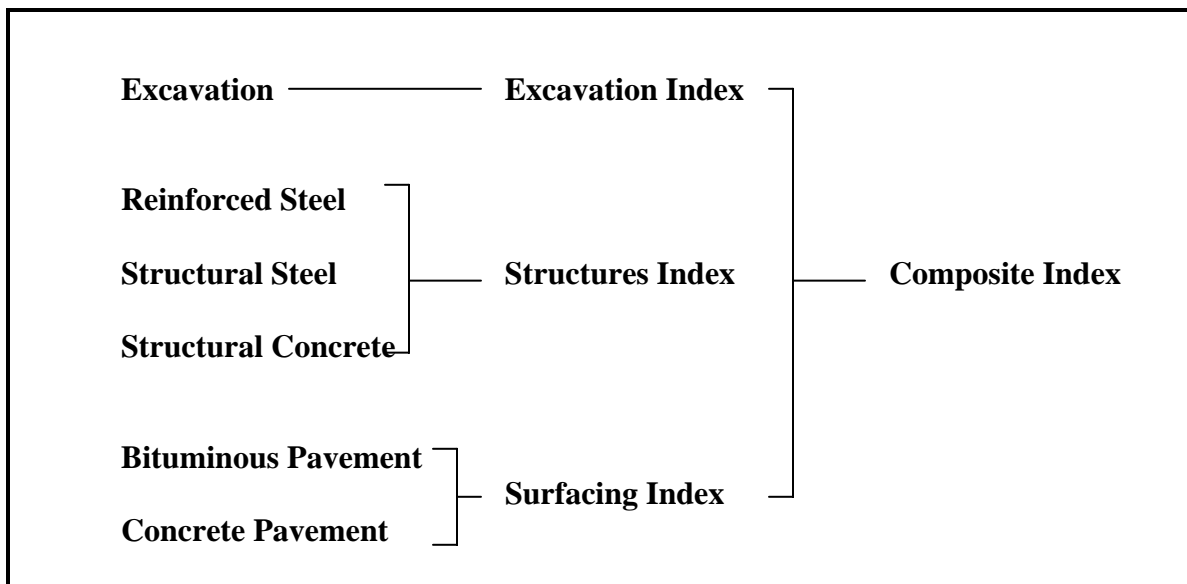 Excavation Excavation Index
Reinforced Steel
Structural Steel Structures Index Composite Index
Structural Concrete
Bituminous Pavement
Surfacing Index
Concrete Pavement